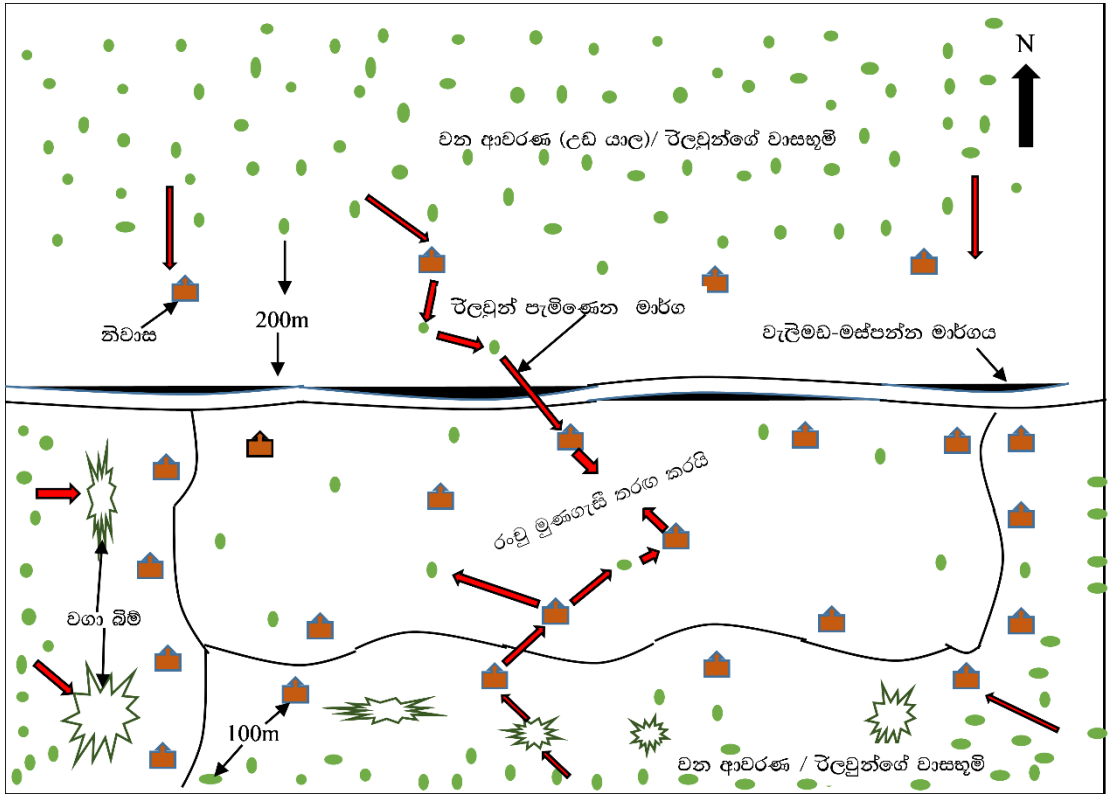 N
වන ආවරණ (උඩ යාල)/ රිලවුන්ගේ වාසභූමි
රිලවුන් පැමිණෙන මාර්ග
200m
නිවාස
වැලිමඩ-මස්පන්න මාර්ගය
රංචු මුණගැසී තරඟ කරයි
වගා බිම්
100m
වන ආවරණ / රිලවුන්ගේ වාසභූමි